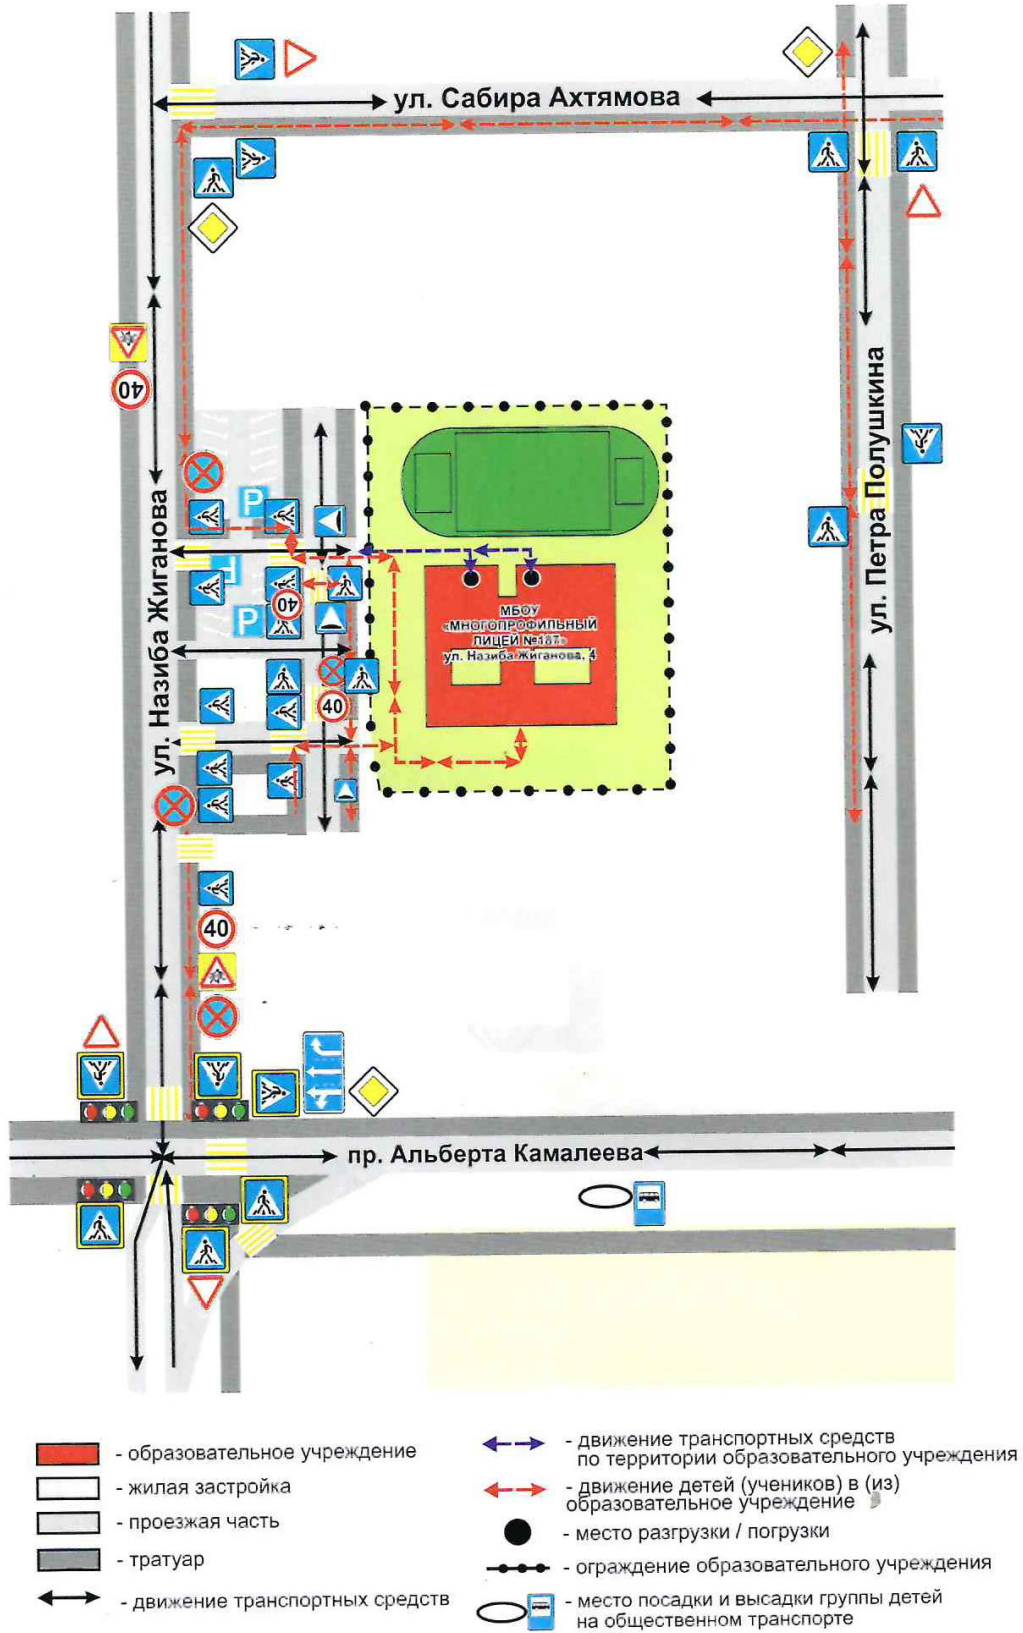 ул. Сабира Ахтямова
40
ул. Назиба Жиганова
ул. Петра Полушкина
P
P
P
40
40
МБОУ
«МНОГОПРОФИЛЬНЫЙ
ЛИЦЕЙ №187»
ул. Назиба Жиганова, 4
40
пр. Альберта Камалеева
- образовательное учреждение
- жилая застройка
- проезжая часть
- тратуар
- движение транспортных средств
- движение транспортных средств
по территории образовательного учреждения
- движение детей (учеников) в (из)
образовательное учреждение
- место разгрузки / погрузки
- ограждение образовательного учреждения
- место посадки и высадки группы детей
на общественном транспорте